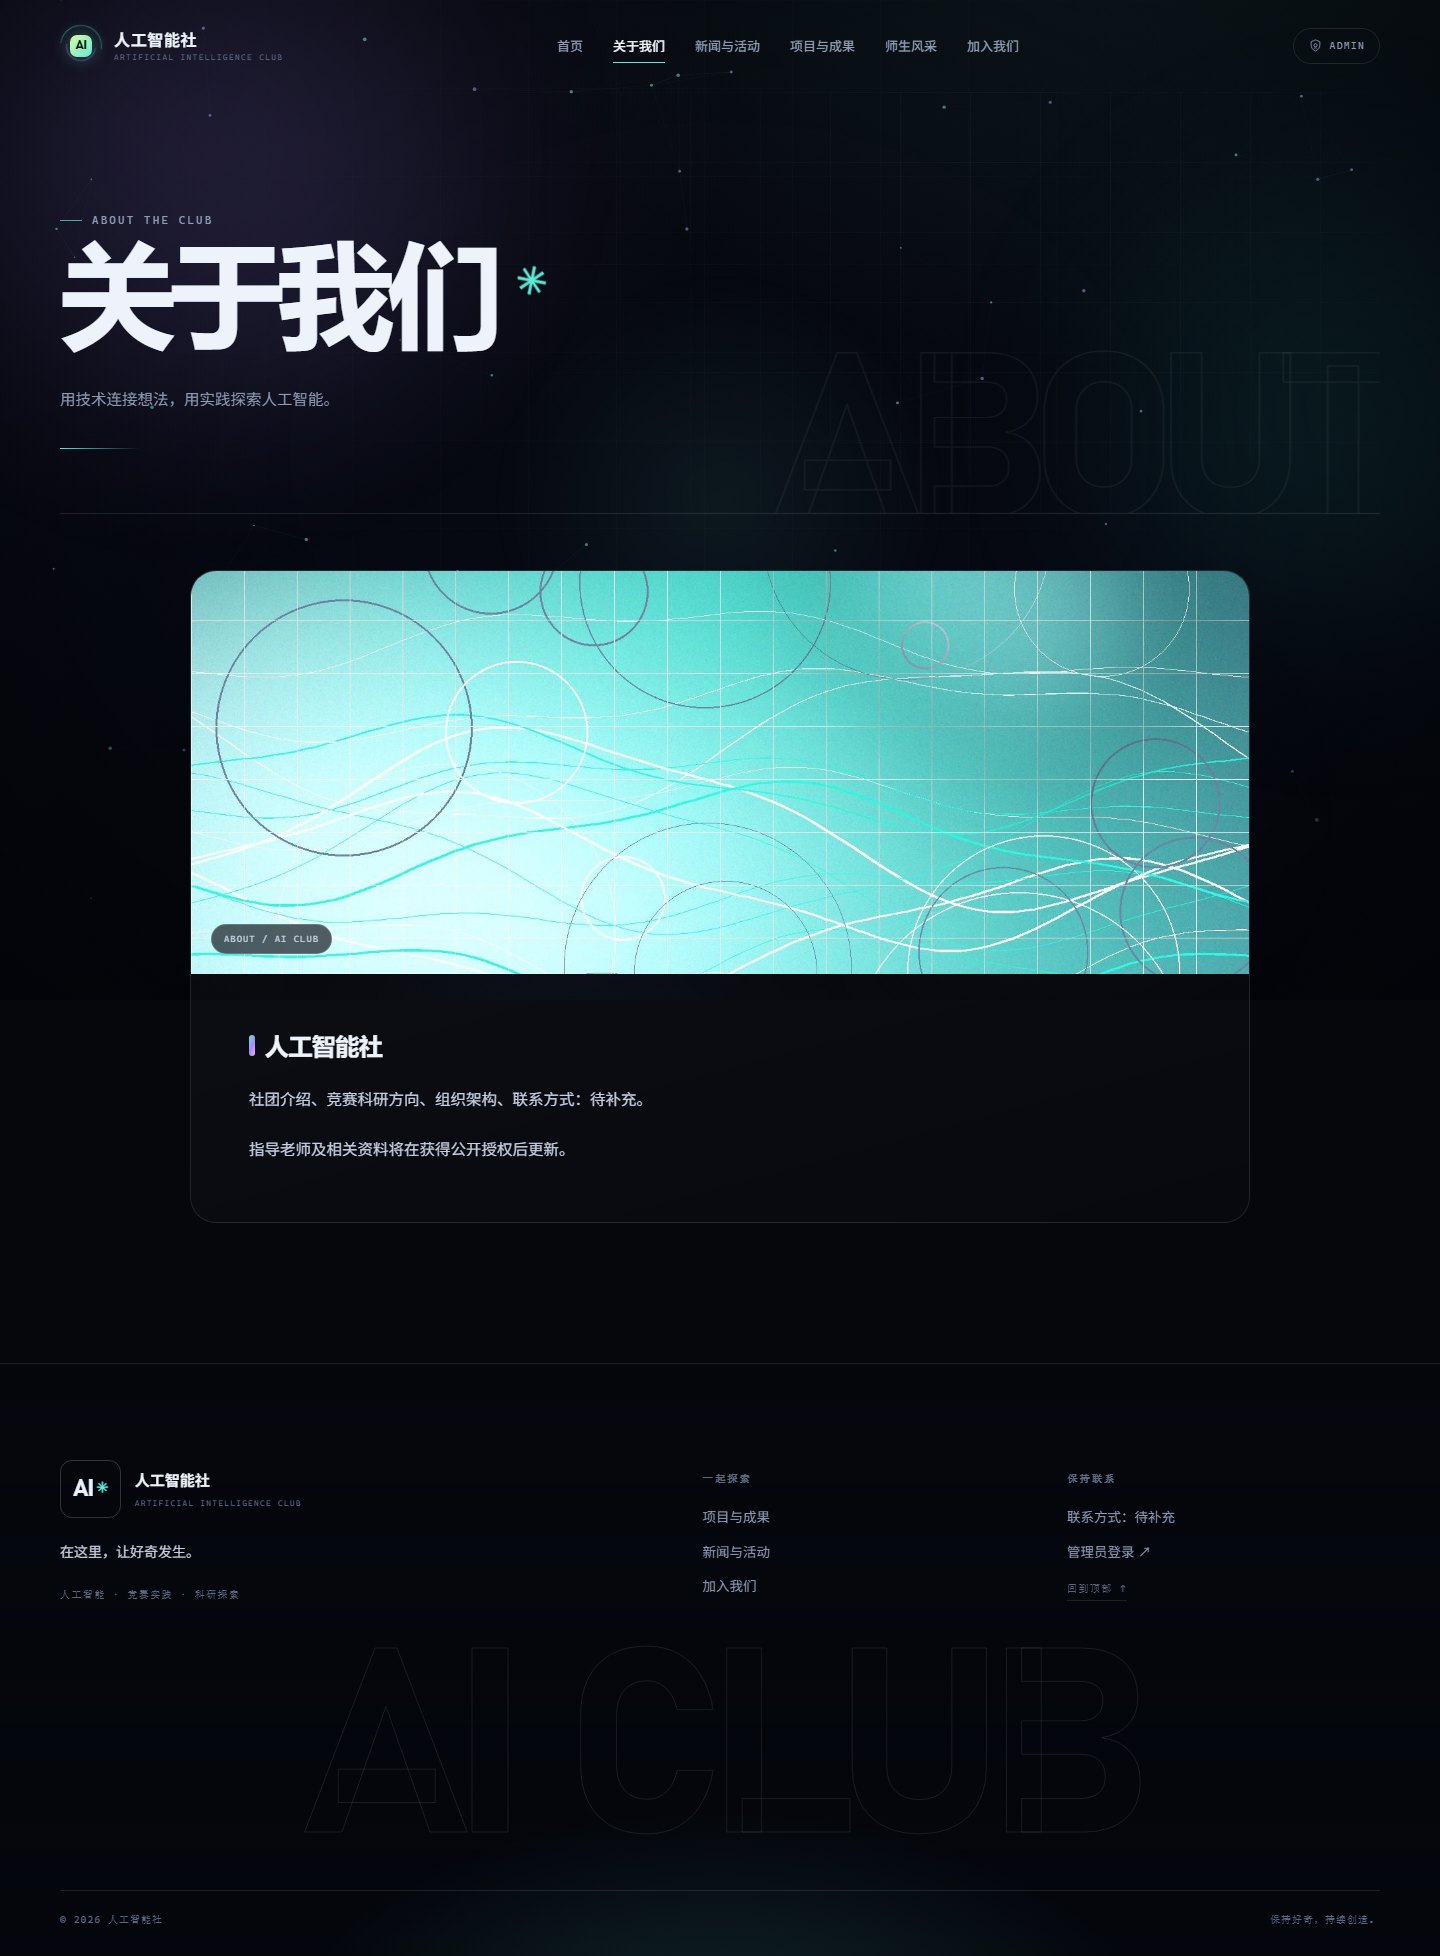 AI
人工智能社
ARTIFICIAL INTELLIGENCE CLUB
首页 关于我们 新闻与活动 项目与成果 师生风采 加入我们
ADMIN
ABOUT THE CLUB
关于我们
用技术连接想法，用实践探索人工智能。
ABOUT
ABOUT / AI CLUB
人工智能社
社团介绍、竞赛科研方向、组织架构、联系方式：待补充。
指导老师及相关资料将在获得公开授权后更新。
AI
人工智能社
ARTIFICIAL INTELLIGENCE CLUB
在这里，让好奇发生。
人工智能 · 竞赛实践 · 科研探索
一起探索
项目与成果
新闻与活动
加入我们
保持联系
联系方式：待补充
管理员登录 ↗
回到顶部 ↑
AI CLUB
© 2026 人工智能社
保持好奇，持续创造。